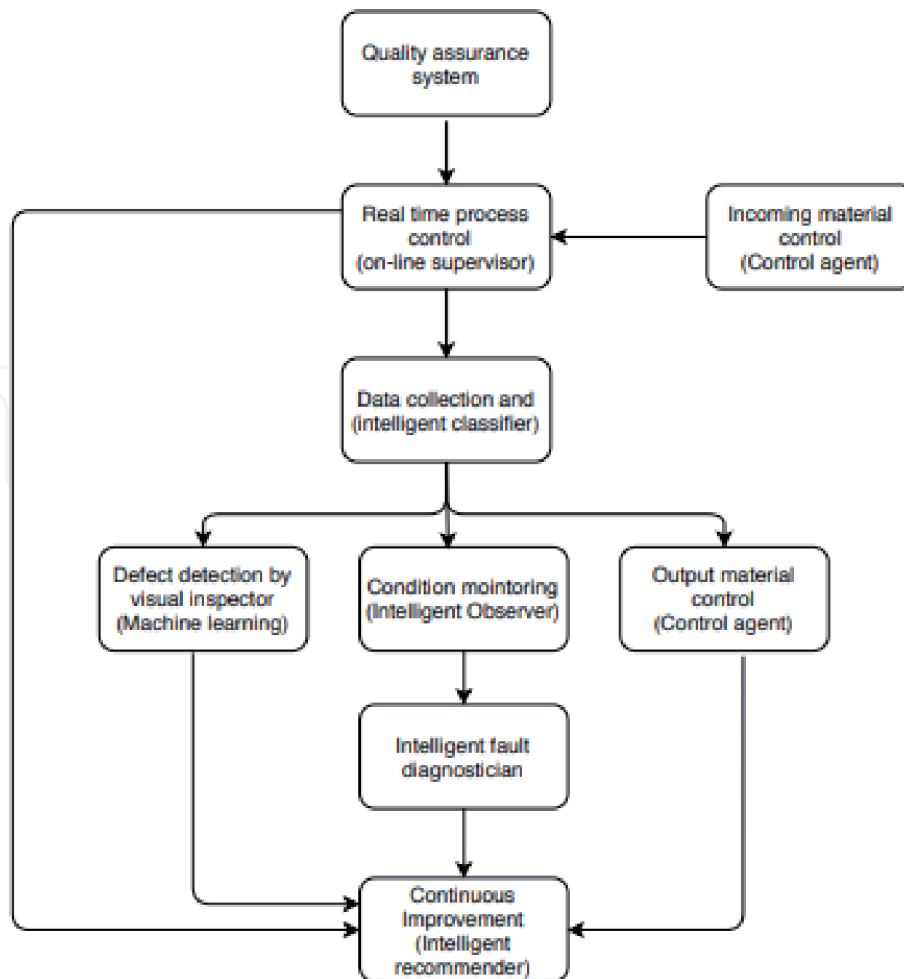 Quality assurance
system
Real time process
control
(on-line supervisor)
Incoming material
control
(Control agent)
Data collection and
(intelligent classifier)
Defect detection by
visual inspector
(Machine learning)
Condition mointoring
(Intelligent Observer)
Output material
control
(Control agent)
Intelligent fault
diagnostician
Continuous
Improvement
(Intelligent
recommender)